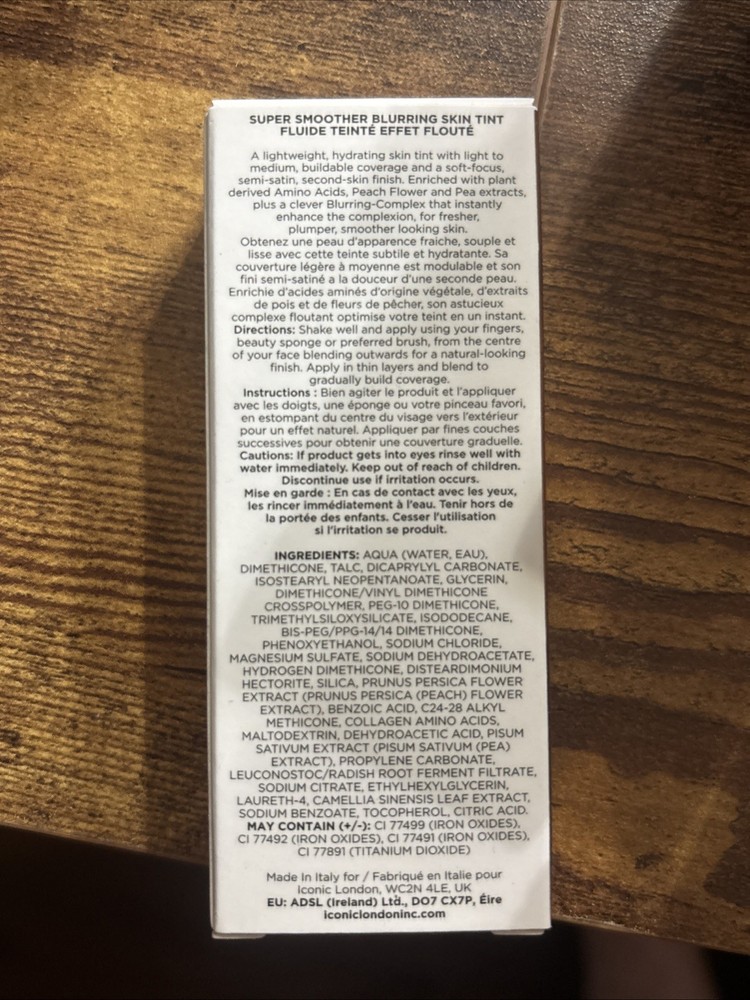 SUPER SMOOTHER BLURRING SKIN TINT
FLUIDE TEINTÉ EFFET FLOUTÉ
A lightweight, hydrating skin tint with light to
medium, buildable coverage and a soft-focus,
semi-satin, second-skin finish. Enriched with plant
derived Amino Acids, Peach Flower and Pea extracts,
plus a clever Blurring-Complex that instantly
enhance the complexion, for fresher,
plumper, smoother looking skin.
Obtenez une peau d'apparence fraiche, souple et
lisse avec cette teinte subtile et hydratante. Sa
couverture légère à moyenne est modulable et son
fini semi-satiné a la douceur d'une seconde peau.
Enrichie d'acides aminés d'origine végétale, d'extraits
de pois et de fleurs de pêcher, son astucieux
complexe floutant optimise votre teint en un instant.
Directions: Shake well and apply using your fingers,
beauty sponge or preferred brush, from the centre
of your face blending outwards for a natural-looking
finish. Apply in thin layers and blend to
gradually build coverage.
Instructions : Bien agiter le produit et l'appliquer
avec les doigts, une éponge ou votre pinceau favori,
en estompant du centre du visage vers l'extérieur
pour un effet naturel. Appliquer par fines couches
successives pour obtenir une couverture graduelle.
Cautions: If product gets into eyes rinse well with
water immediately. Keep out of reach of children.
Discontinue use if irritation occurs.
Mise en garde : En cas de contact avec les yeux,
les rincer immédiatement à l'eau. Tenir hors de
la portée des enfants. Cesser l'utilisation
si l'irritation se produit.
INGREDIENTS: AQUA (WATER, EAU),
DIMETHICONE, TALC, DICAPRYLYL CARBONATE,
ISOSTEARYL NEOPENTANOATE, GLYCERIN,
DIMETHICONE/VINYL DIMETHICONE
CROSSPOLYMER, PEG-10 DIMETHICONE,
TRIMETHYLSILOXYSILICATE, ISODODECANE,
BIS-PEG/PPG-14/14 DIMETHICONE,
PHENOXYETHANOL, SODIUM CHLORIDE,
MAGNESIUM SULFATE, SODIUM DEHYDROACETATE,
HYDROGEN DIMETHICONE, DISTEARDIMONIUM
HECTORITE, SILICA, PRUNUS PERSICA FLOWER
EXTRACT (PRUNUS PERSICA (PEACH) FLOWER
EXTRACT), BENZOIC ACID, C24-28 ALKYL
METHICONE, COLLAGEN AMINO ACIDS,
MALTODEXTRIN, DEHYDROACETIC ACID, PISUM
SATIVUM EXTRACT (PISUM SATIVUM (PEA)
EXTRACT), PROPYLENE CARBONATE,
LEUCONOSTOC/RADISH ROOT FERMENT FILTRATE,
SODIUM CITRATE, ETHYLHEXYLGLYCERIN,
LAURETH-4, CAMELLIA SINENSIS LEAF EXTRACT,
SODIUM BENZOATE, TOCOPHEROL, CITRIC ACID.
MAY CONTAIN (+/-): CI 77499 (IRON OXIDES),
CI 77492 (IRON OXIDES), CI 77491 (IRON OXIDES),
CI 77891 (TITANIUM DIOXIDE)
Made In Italy for / Fabriqué en Italie pour
Iconic London, WC2N 4LE, UK
EU: ADSL (Ireland) Ltd., DO7 CX7P, Éire
iconiclondoninc.com